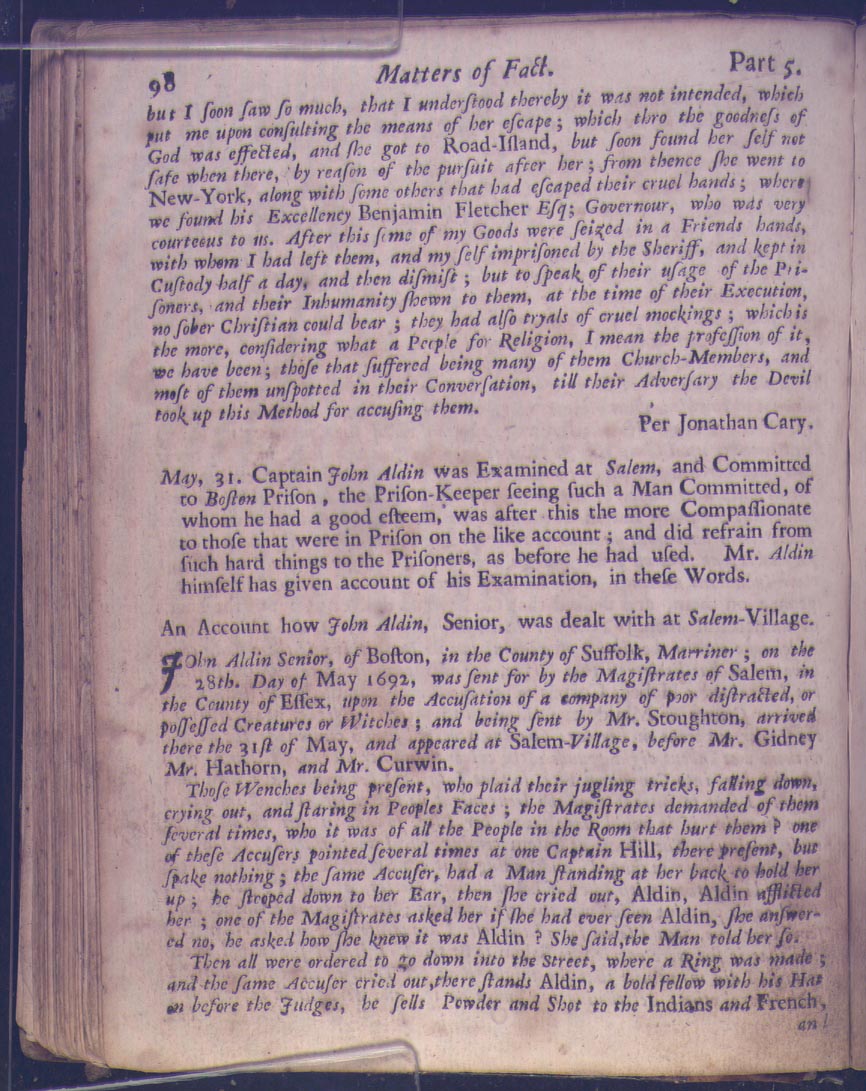 98 Matters of Fact. Part 5.
but I ſoon ſaw ſo much, that I underſtood thereby it was not intended, which
put me upon conſulting the means of her eſcape; which thro the goodneſs of
God was effected, and ſhe got to Road-Iſland, but ſoon found her ſelf not
ſafe when there, by reaſon of the purſuit after her; from thence ſhe went to
New-York, along with ſome others that had eſcaped their cruel hands; where
we found his Excellency Benjamin Fletcher Eſq; Governour, who was very
courteous to us. After this ſome of my Goods were ſeized in a Friends hands,
with whom I had left them, and my ſelf impriſoned by the Sheriff, and kept in
Cuſtody half a day, and then diſmiſt; but to ſpeak of their uſage of the Pri-
ſoners, and their Inhumanity ſhewn to them, at the time of their Execution,
no ſober Chriſtian could bear; they had alſo tryals of cruel mockings; which is
the more, conſidering what a People for Religion, I mean the profeſſion of it,
we have been; thoſe that ſuffered being many of them Church-Members, and
moſt of them unſpotted in their Converſation, till their Adverſary the Devil
took up this Method for accuſing them.
Per Jonathan Cary.
May, 31. Captain John Aldin was Examined at Salem, and Committed
to Boſton Priſon, the Priſon-Keeper ſeeing ſuch a Man Committed, of
whom he had a good eſteem, was after this the more Compaſſionate
to thoſe that were in Priſon on the like account; and did refrain from
ſuch hard things to the Priſoners, as before he had uſed. Mr. Aldin
himſelf has given account of his Examination, in theſe Words.
An Account how John Aldin, Senior, was dealt with at Salem-Village.
JOhn Aldin Senior, of Boſton, in the County of Suffolk, Marriner; on the
28th. Day of May 1692, was ſent for by the Magiſtrates of Salem, in
the County of Eſſex, upon the Accuſation of a company of poor diſtracted, or
poſſeſſed Creatures or Witches; and being ſent by Mr. Stoughton, arrived
there the 31ſt of May, and appeared at Salem-Village, before Mr. Gidney
Mr. Hathorn, and Mr. Curwin.
Thoſe Wenches being preſent, who plaid their jugling tricks, falling down,
crying out, and ſtaring in Peoples Faces; the Magiſtrates demanded of them
ſeveral times, who it was of all the People in the Room that hurt them? one
of theſe Accuſers pointed ſeveral times at one Captain Hill, there preſent, but
ſpake nothing; the ſame Accuſer, had a Man ſtanding at her back to hold her
up; he ſtooped down to her Ear, then ſhe cried out, Aldin, Aldin afflicted
her; one of the Magiſtrates asked her if ſhe had ever ſeen Aldin, ſhe anſwer-
ed no, he asked how ſhe knew it was Aldin? She ſaid, the Man told her ſo.
Then all were ordered to go down into the Street, where a Ring was made;
and the ſame Accuſer cried out, there ſtands Aldin, a bold fellow with his Hat
on before the Judges, he ſells Powder and Shot to the Indians and French,
and